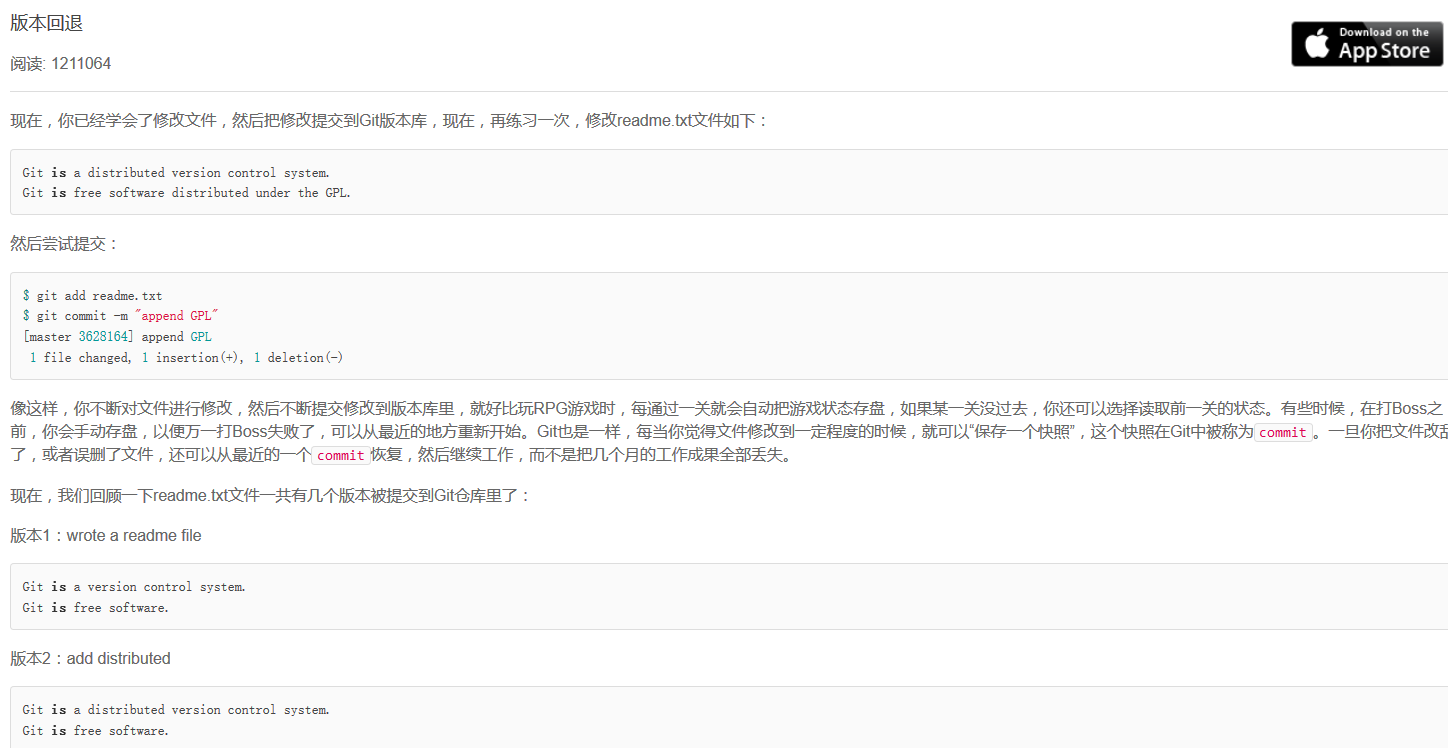 版本回退
Download on the
App Store
阅读: 1211064
现在，你已经学会了修改文件，然后把修改提交到Git版本库，现在，再练习一次，修改readme.txt文件如下：
Git is a distributed version control system.
Git is free software distributed under the GPL.
然后尝试提交：
$ git add readme.txt
$ git commit -m "append GPL"
[master 3628164] append GPL
1 file changed, 1 insertion(+), 1 deletion(-)
像这样，你不断对文件进行修改，然后不断提交修改到版本库里，就好比玩RPG游戏时，每通过一关就会自动把游戏状态存盘，如果某一关没过去，你还可以选择读取前一关的状态。有些时候，在打Boss之
前，你会手动存盘，以便万一打Boss失败了，可以从最近的地方重新开始。Git也是一样，每当你觉得文件修改到一定程度的时候，就可以“保存一个快照”，这个快照在Git中被称为commit。一旦你把文件改乱
了，或者误删了文件，还可以从最近的一个commit恢复，然后继续工作，而不是把几个月的工作成果全部丢失。
现在，我们回顾一下readme.txt文件一共有几个版本被提交到Git仓库里了：
版本1：wrote a readme file
Git is a version control system.
Git is free software.
版本2：add distributed
Git is a distributed version control system.
Git is free software.